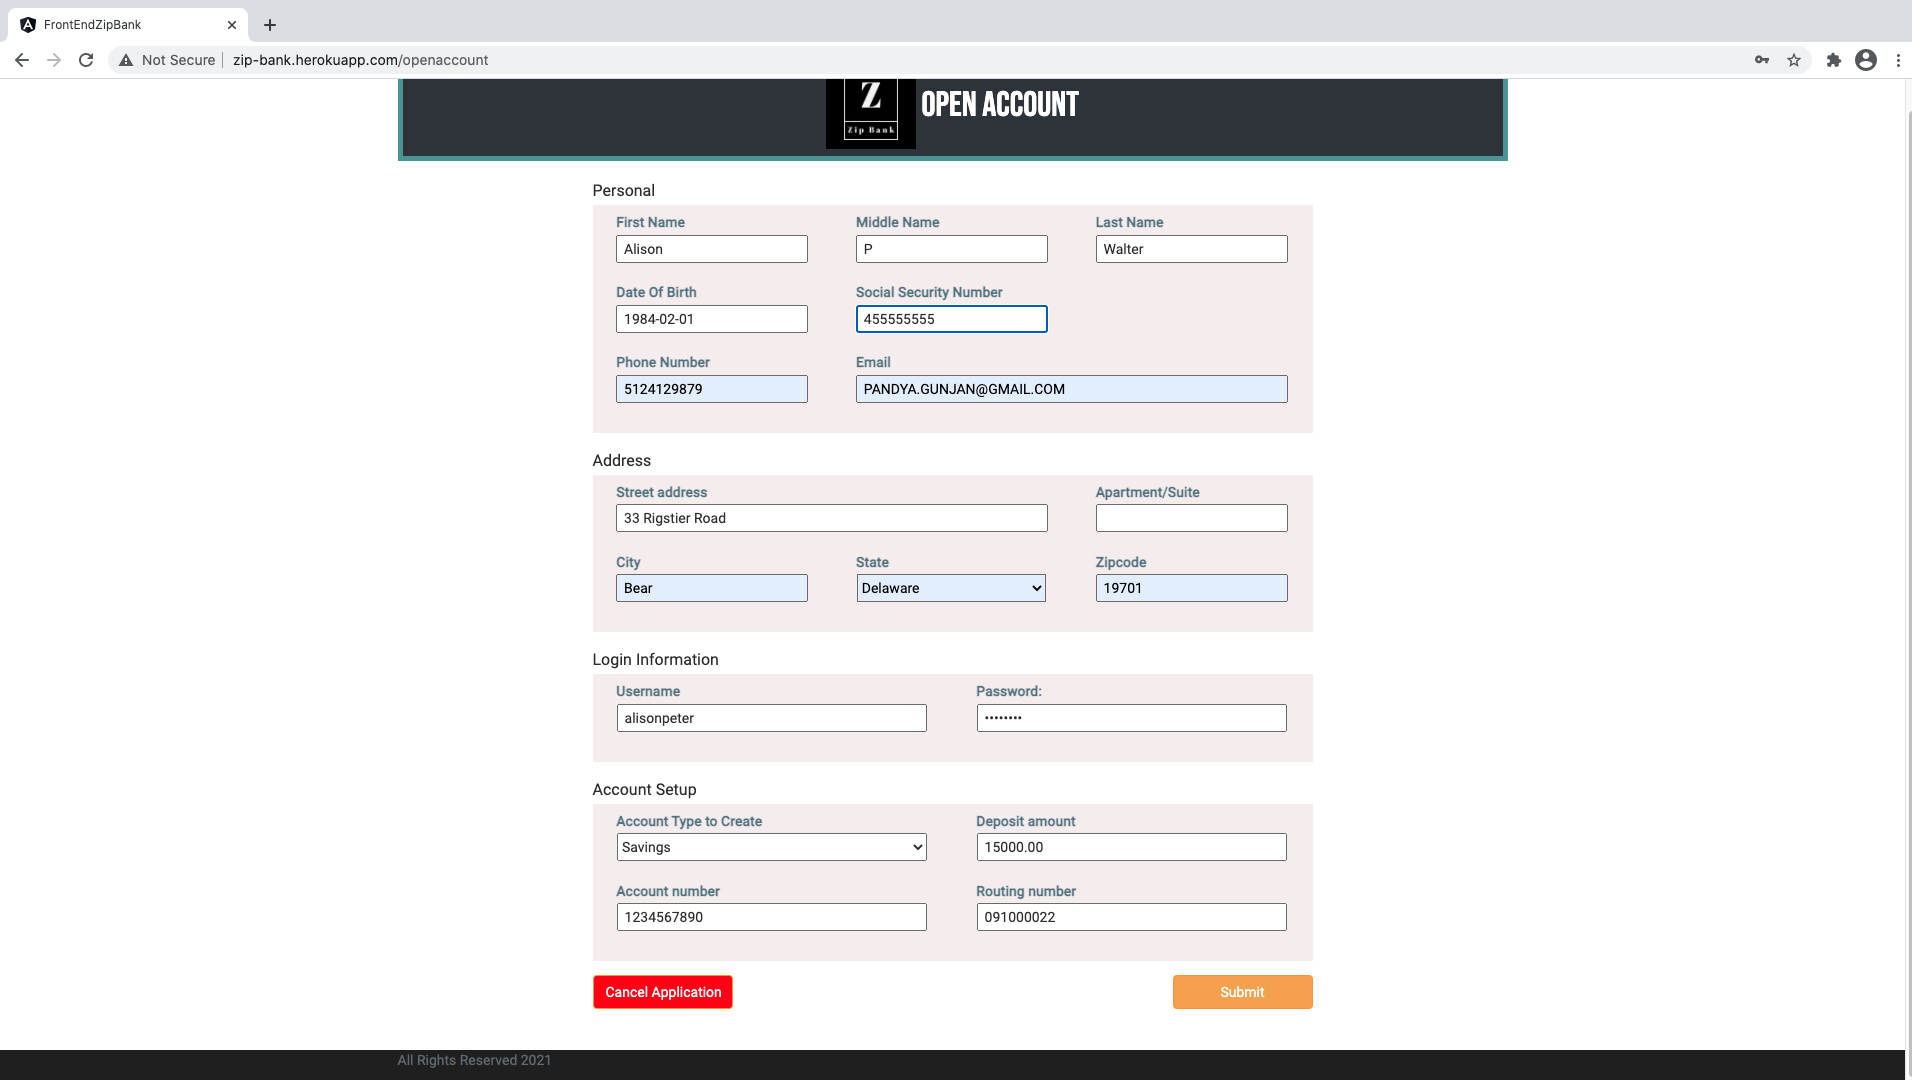 FrontEndZipBank
Not Secure
zip-bank.herokuapp.com/openaccount
Z
Zip Bank
OPEN ACCOUNT
Personal
First Name Middle Name Last Name
Alison P Walter
Date Of Birth Social Security Number
1984-02-01 455555555
Phone Number Email
5124129879 PANDYA.GUNJAN@GMAIL.COM
Address
Street address Apartment/Suite
33 Rigstier Road
City State Zipcode
Bear Delaware 19701
Login Information
Username Password:
alisonpeter ••••••••
Account Setup
Account Type to Create Deposit amount
Savings 15000.00
Account number Routing number
1234567890 091000022
Cancel Application Submit
All Rights Reserved 2021